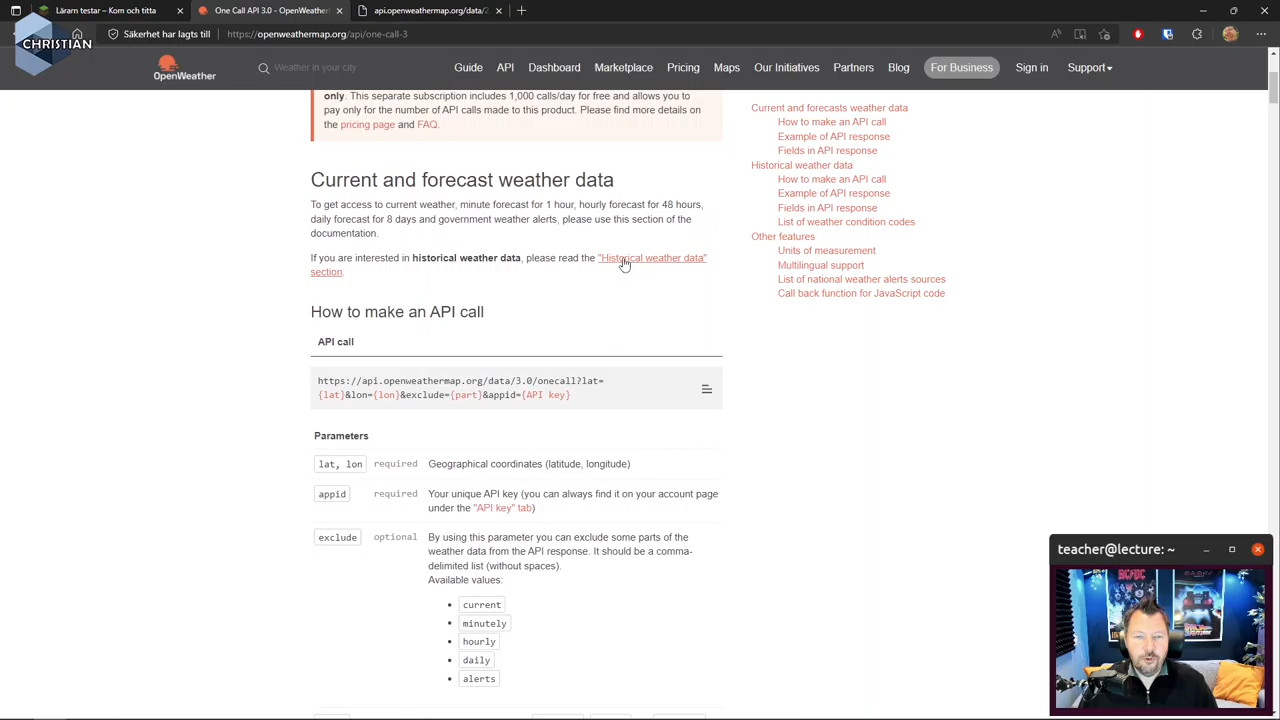 Läraren tester ~ Kom och titta
One Call API 3.0 - OpenWeatherM
api.openweathermap.org/data/
CHRISTIAN
Säkerhet har lagts till
https://openweathermap.org/api/one-call-3
OpenWeather
Weather in your city
Guide
API
Dashboard
Marketplace
Pricing
Maps
Our Initiatives
Partners
Blog
For Business
Sign in
Support
only. This separate subscription includes 1,000 calls/day for free and allows you
to pay only for the number of API calls made to this product. Please find more details on
the pricing page and FAQ.
Current and forecast weather data
To get access to current weather, minute forecast for 1 hour, hourly forecast for 48 hours,
daily forecast for 8 days and government weather alerts, please use this section of the
documentation.
If you are interested in historical weather data, please read the "Historical weather data"
section.
How to make an API call
API call
https://api.openweathermap.org/data/3.0/onecall?lat=
{lat}&lon={lon}&exclude={part}&appid={API key}
Parameters
lat, lon required Geographical coordinates (latitude, longitude)
appid required Your unique API key (you can always find it on your account page
under the "API key" tab)
exclude optional By using this parameter you can exclude some parts of the
weather data from the API response. It should be a comma-
delimited list (without spaces).
Available values:
• current
• minutely
• hourly
• daily
• alerts
Current and forecasts weather data
How to make an API call
Example of API response
Fields in API response
Historical weather data
How to make an API call
Example of API response
Fields in API response
List of weather condition codes
Other features
Units of measurement
Multilingual support
List of national weather alerts sources
Call back function for JavaScript code
teacher@lecture: ~
AC/DC